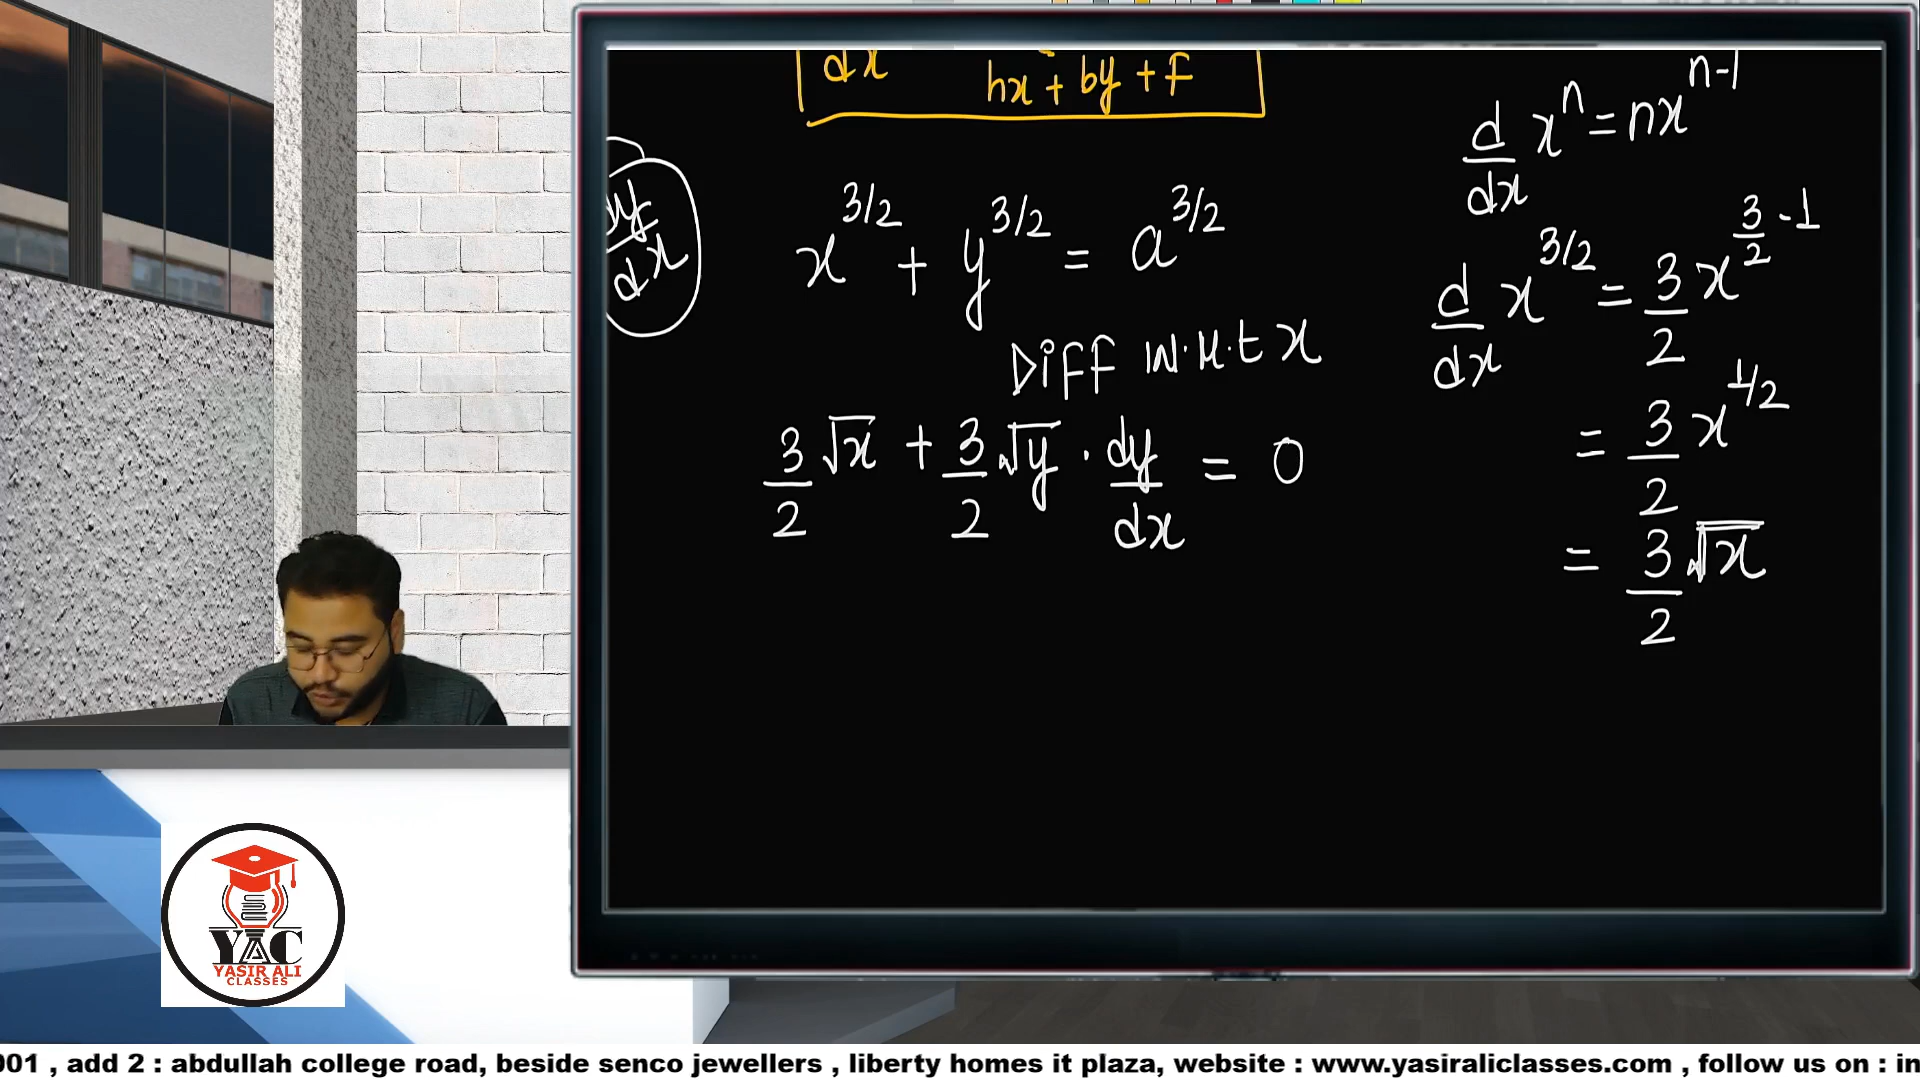 dx hx + by + f
d/dx x^n = nx^(n-1)
dy/dx
x^(3/2) + y^(3/2) = a^(3/2)
d/dx x^(3/2) = 3/2 x^(3/2 - 1)
Diff w.r.t x
= 3/2 x^(1/2)
3/2 √x + 3/2 √y · dy/dx = 0
= 3/2 √x
YAC
YASIR ALI
CLASSES
001 , add 2 : abdullah college road, beside senco jewellers , liberty homes it plaza, website : www.yasiraliclasses.com , follow us on : in